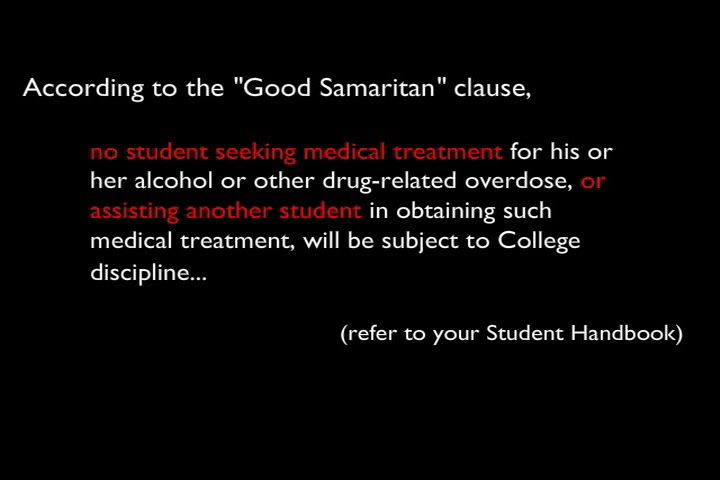 According to the "Good Samaritan" clause,
no student seeking medical treatment for his or
her alcohol or other drug-related overdose, or
assisting another student in obtaining such
medical treatment, will be subject to College
discipline...
(refer to your Student Handbook)